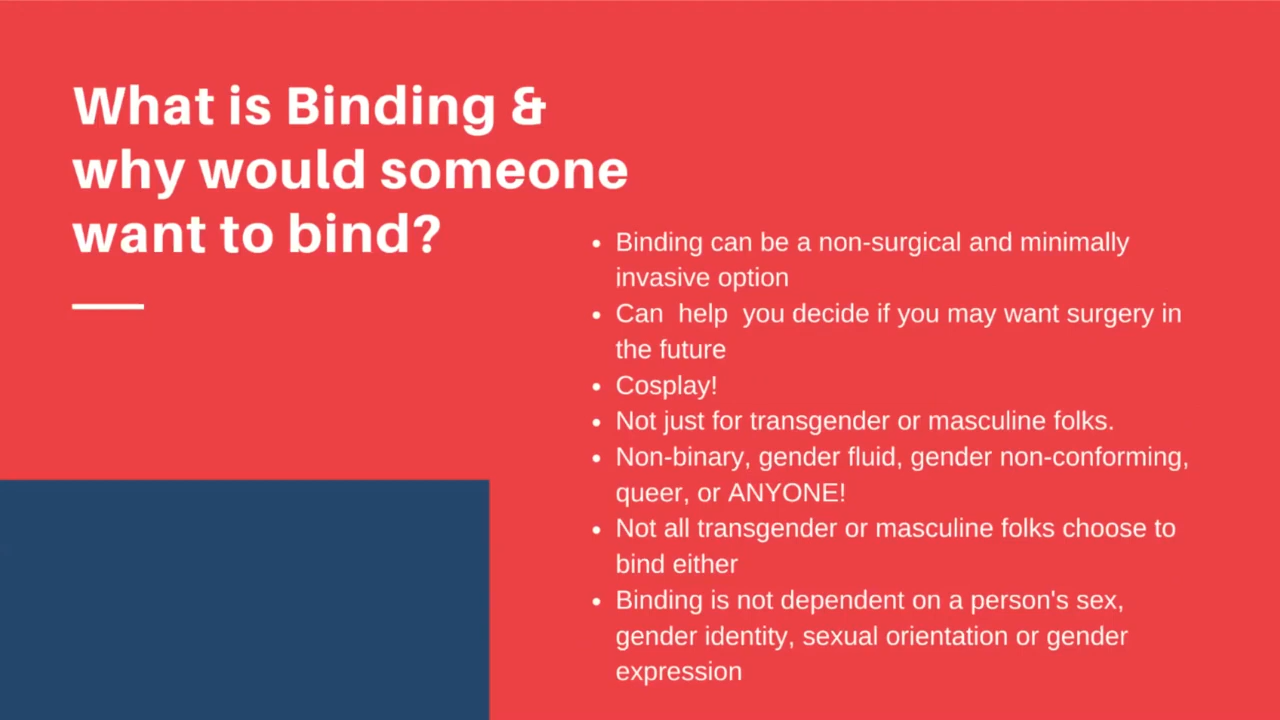 What is Binding &
why would someone
want to bind?
• Binding can be a non-surgical and minimally
invasive option
• Can  help  you decide if you may want surgery in
the future
• Cosplay!
• Not just for transgender or masculine folks.
• Non-binary, gender fluid, gender non-conforming,
queer, or ANYONE!
• Not all transgender or masculine folks choose to
bind either
• Binding is not dependent on a person's sex,
gender identity, sexual orientation or gender
expression